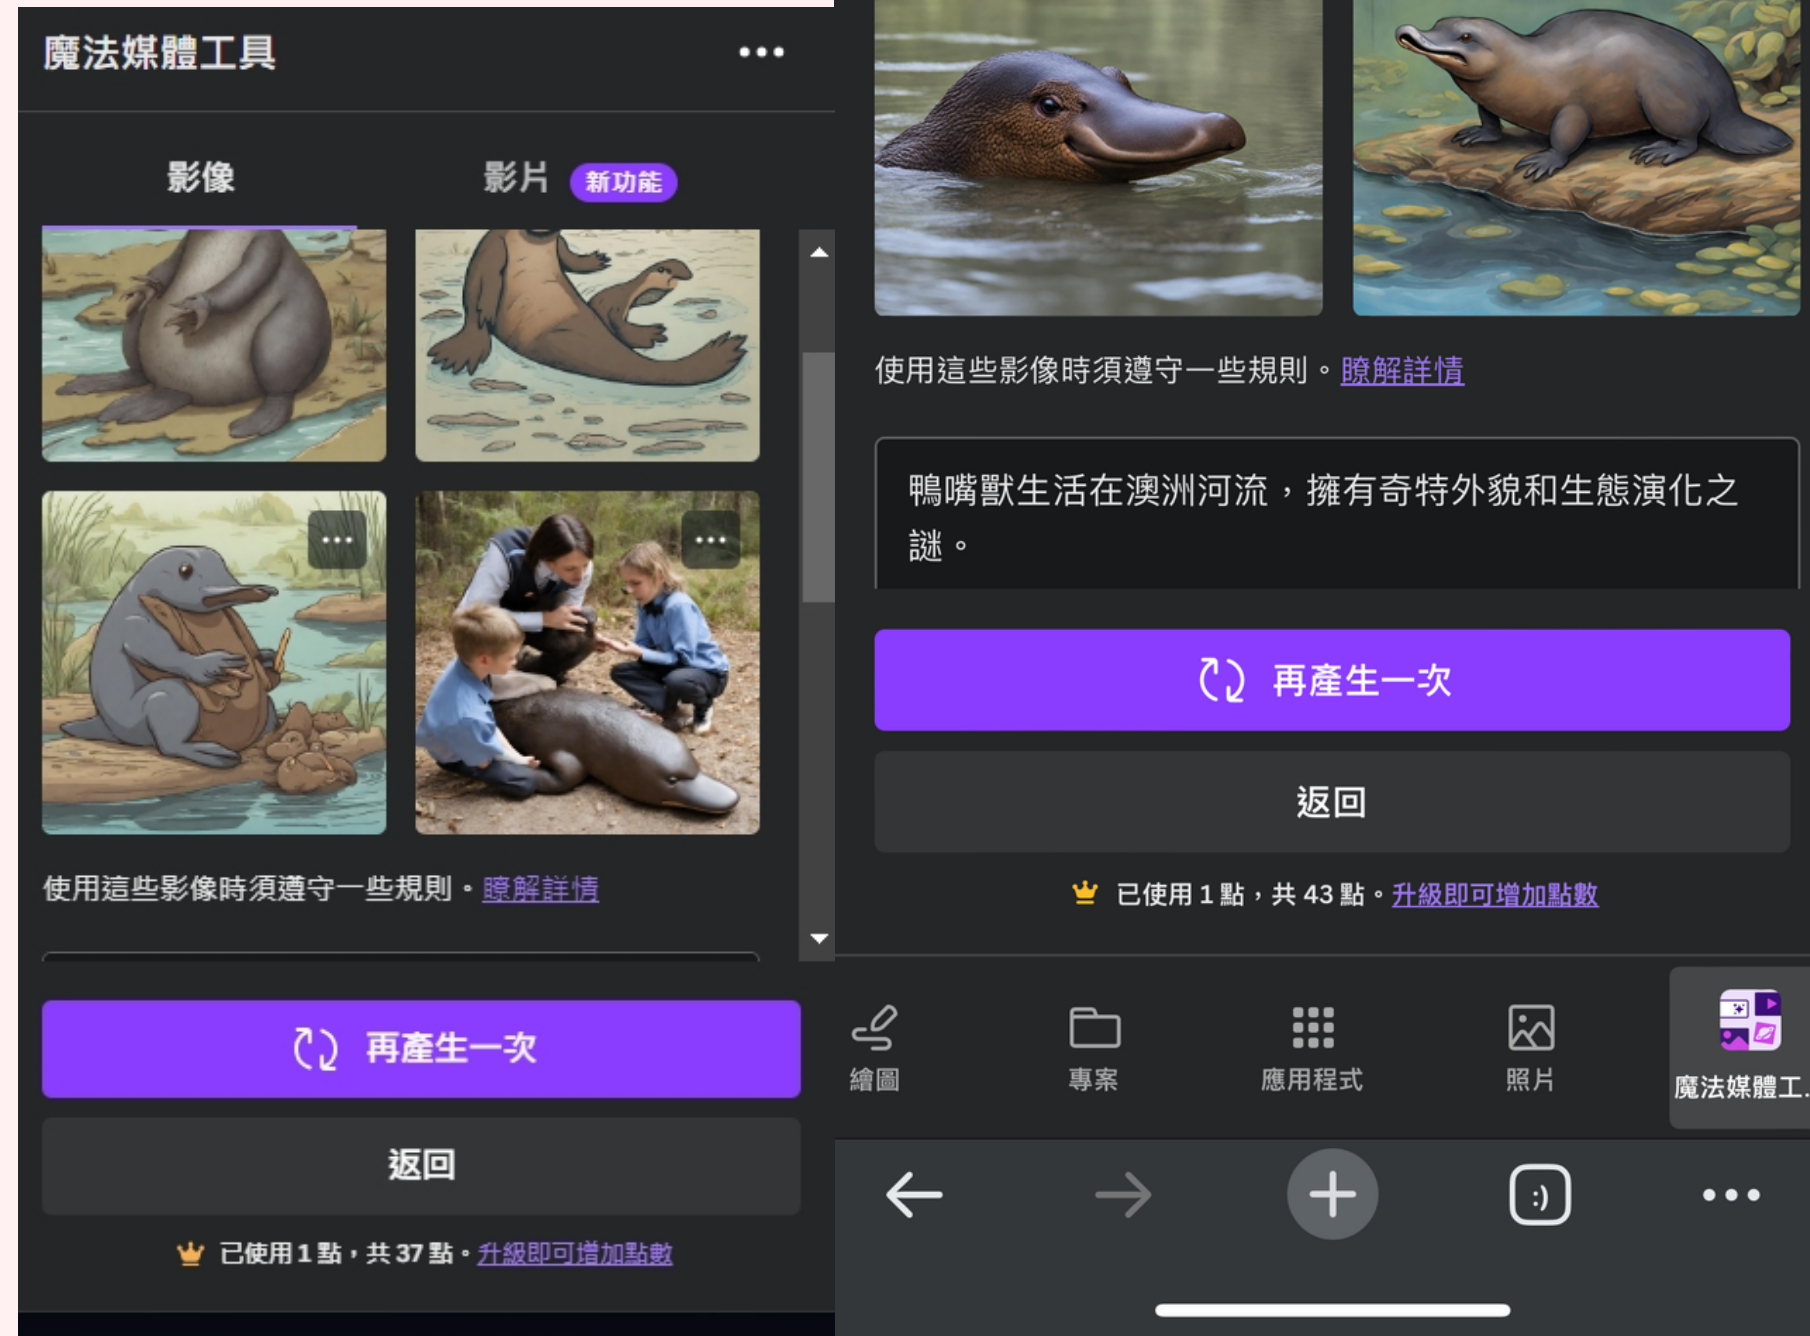 魔法媒體工具
影像
影片 新功能
使用這些影像時須遵守一些規則。瞭解詳情
再產生一次
返回
已使用 1 點，共 37 點。升級即可增加點數
使用這些影像時須遵守一些規則。瞭解詳情
鴨嘴獸生活在澳洲河流，擁有奇特外貌和生態演化之
謎。
再產生一次
返回
已使用 1 點，共 43 點。升級即可增加點數
繪圖
專案
應用程式
照片
魔法媒體工...
:)